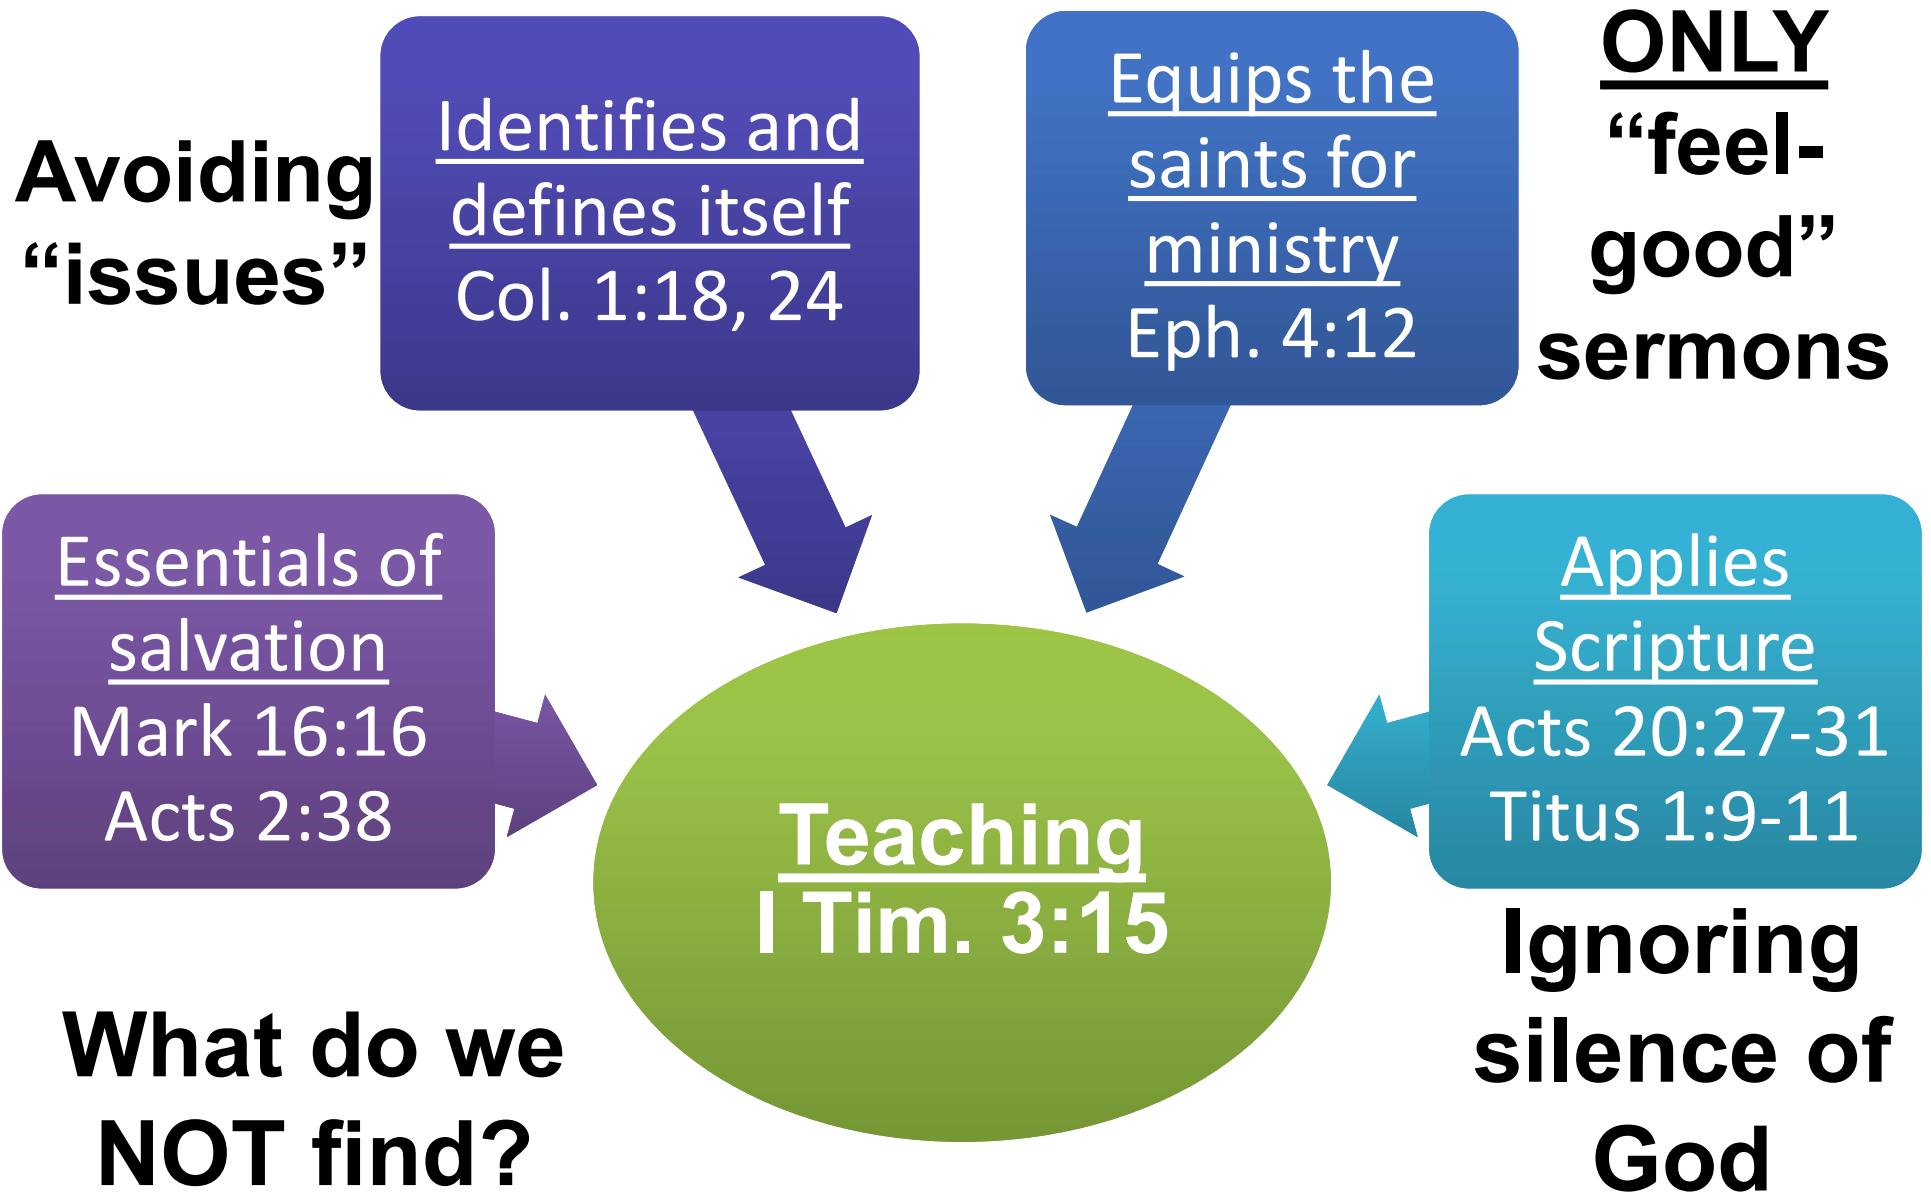 Avoiding
“issues”
Identifies and
defines itself
Col. 1:18, 24
Equips the
saints for
ministry
Eph. 4:12
ONLY
“feel-
good”
sermons
Essentials of
salvation
Mark 16:16
Acts 2:38
Applies
Scripture
Acts 20:27-31
Titus 1:9-11
Teaching
I Tim. 3:15
What do we
NOT find?
Ignoring
silence of
God